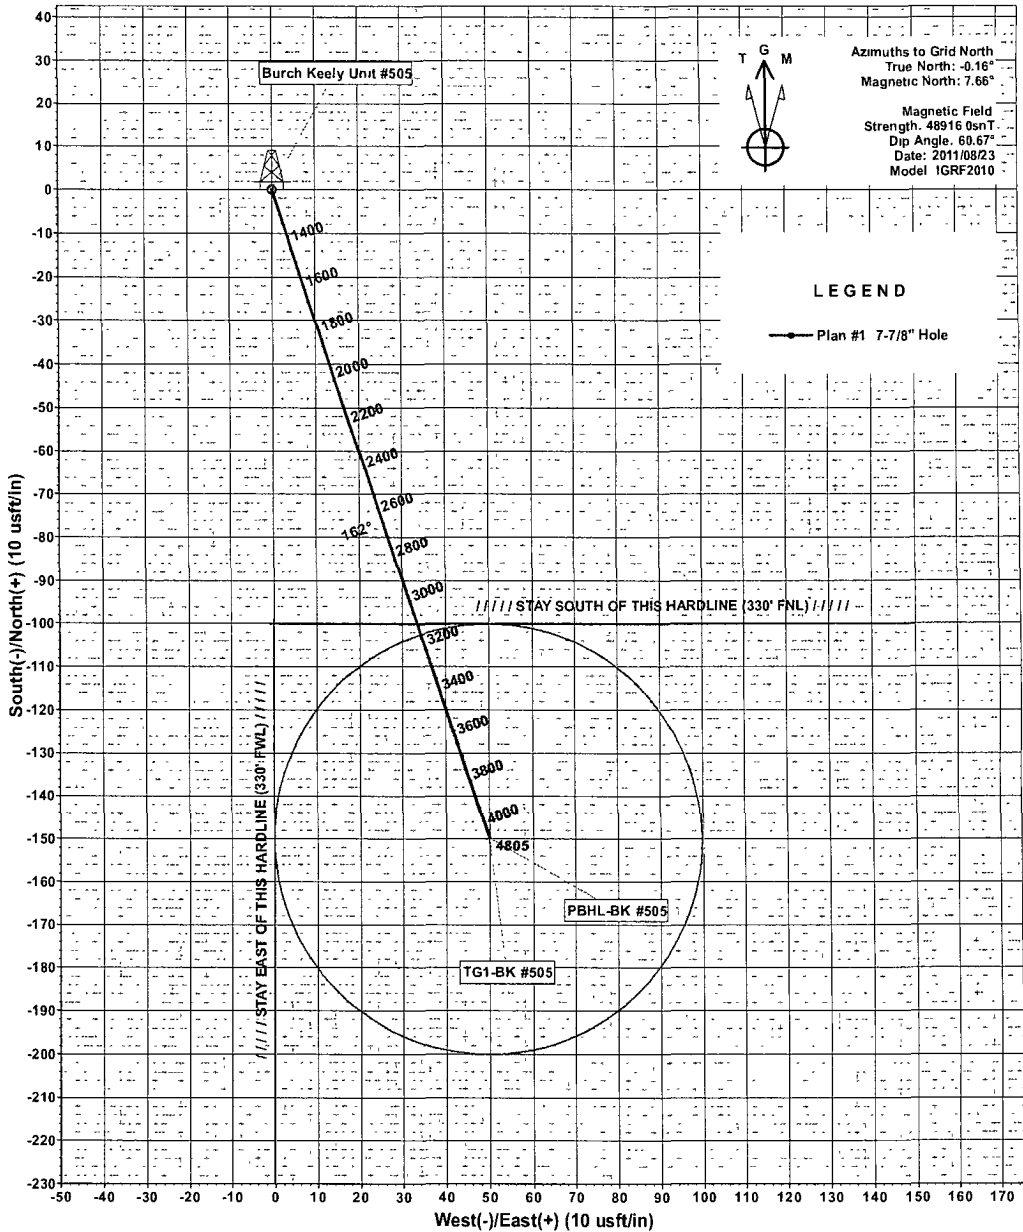 40
30
20
10
0
-10
-20
-30
-40
-50
-60
-70
-80
-90
-100
-110
-120
-130
-140
-150
-160
-170
-180
-190
-200
-210
-220
-230
South(-)/North(+) (10 usft/in)
Burch Keely Unit #505
T G M
Azimuths to Grid North
True North: -0.16°
Magnetic North: 7.66°
Magnetic Field
Strength. 48916 0snT
Dip Angle. 60.67°
Date: 2011/08/23
Model IGRF2010
LEGEND
Plan #1 7-7/8" Hole
1400
1600
1800
2000
2200
2400
2600
162°
2800
3000
/ / / / / STAY SOUTH OF THIS HARDLINE (330' FNL) / / / / /
3200
3400
3600
3800
4000
4805
/ / / / / STAY EAST OF THIS HARDLINE (330' FWL) / / / / /
PBHL-BK #505
TG1-BK #505
-50 -40 -30 -20 -10 0 10 20 30 40 50 60 70 80 90 100 110 120 130 140 150 160 170
West(-)/East(+) (10 usft/in)